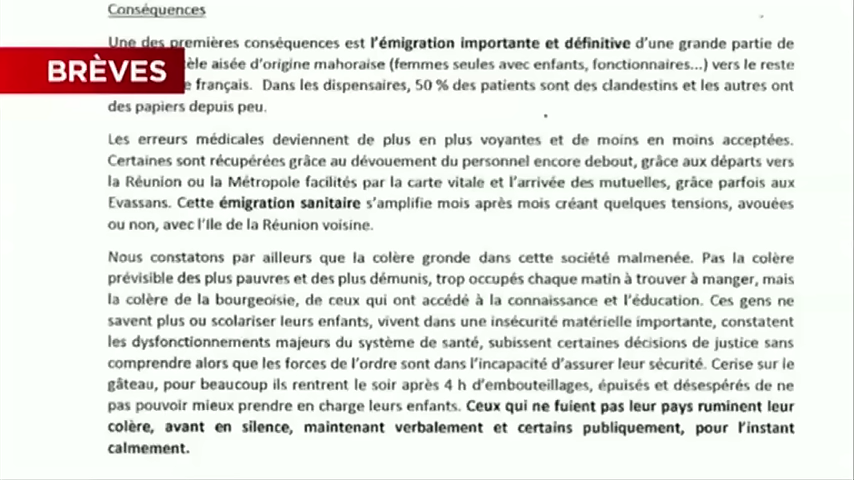 Conséquences
Une des premières conséquences est l'émigration importante et définitive d'une grande partie de
BRÈVES
èle aisée d'origine mahoraise (femmes seules avec enfants, fonctionnaires...) vers le reste
e français. Dans les dispensaires, 50 % des patients sont des clandestins et les autres ont
des papiers depuis peu.
Les erreurs médicales deviennent de plus en plus voyantes et de moins en moins acceptées.
Certaines sont récupérées grâce au dévouement du personnel encore debout, grâce aux départs vers
la Réunion ou la Métropole facilités par la carte vitale et l'arrivée des mutuelles, grâce parfois aux
Evassans. Cette émigration sanitaire s'amplifie mois après mois créant quelques tensions, avouées
ou non, avec l'Ile de la Réunion voisine.
Nous constatons par ailleurs que la colère gronde dans cette société malmenée. Pas la colère
prévisible des plus pauvres et des plus démunis, trop occupés chaque matin à trouver à manger, mais
la colère de la bourgeoisie, de ceux qui ont accédé à la connaissance et l'éducation. Ces gens ne
savent plus ou scolariser leurs enfants, vivent dans une insécurité matérielle importante, constatent
les dysfonctionnements majeurs du système de santé, subissent certaines décisions de justice sans
comprendre alors que les forces de l'ordre sont dans l'incapacité d'assurer leur sécurité. Cerise sur le
gâteau, pour beaucoup ils rentrent le soir après 4 h d'embouteillages, épuisés et désespérés de ne
pas pouvoir mieux prendre en charge leurs enfants. Ceux qui ne fuient pas leur pays ruminent leur
colère, avant en silence, maintenant verbalement et certains publiquement, pour l'instant
calmement.